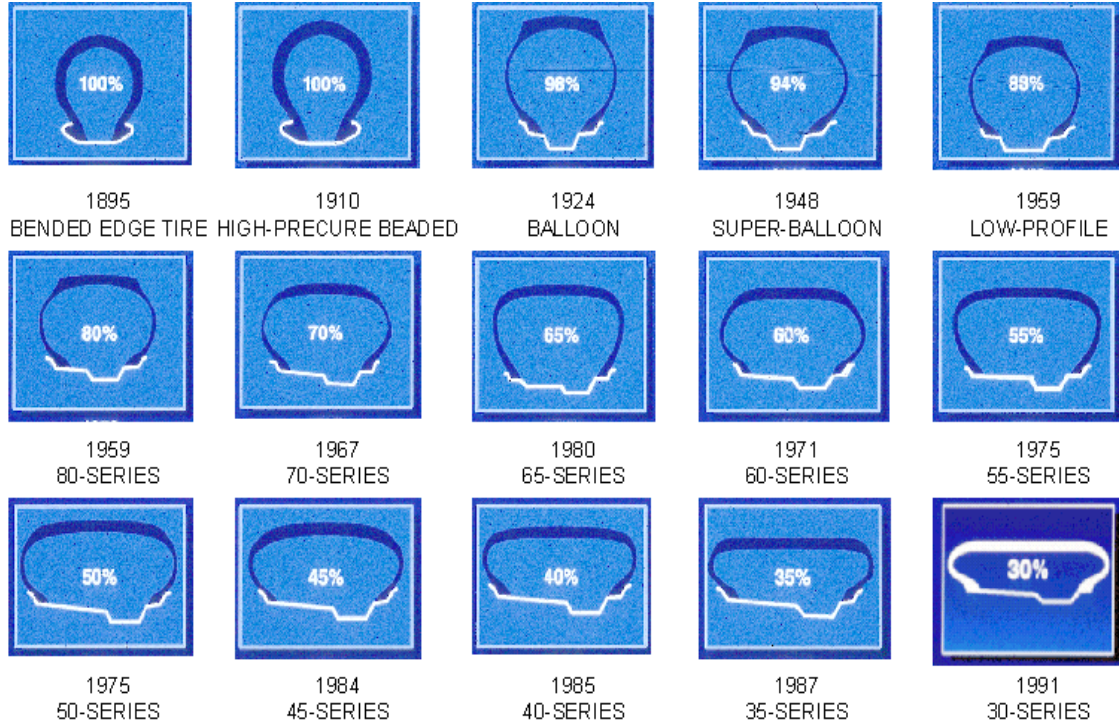 100%
100%
98%
94%
88%
1895
1910
1924
1948
1959
BENDED EDGE TIRE
HIGH-PRECURE BEADED
BALLOON
SUPER-BALLOON
LOW-PROFILE
80%
70%
65%
60%
55%
1959
1967
1980
1971
1975
80-SERIES
70-SERIES
65-SERIES
60-SERIES
55-SERIES
50%
45%
40%
35%
30%
1975
1984
1985
1987
1991
50-SERIES
45-SERIES
40-SERIES
35-SERIES
30-SERIES